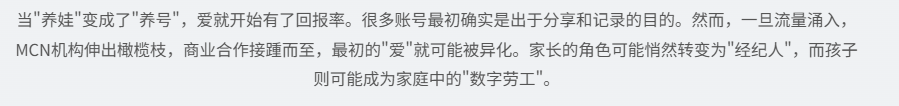 当"养娃"变成了"养号"，爱就开始有了回报率。很多账号最初确实是出于分享和记录的目的。然而，一旦流量涌入，
MCN机构伸出橄榄枝，商业合作接踵而至，最初的"爱"就可能被异化。家长的角色可能悄然转变为"经纪人"，而孩子
则可能成为家庭中的"数字劳工"。